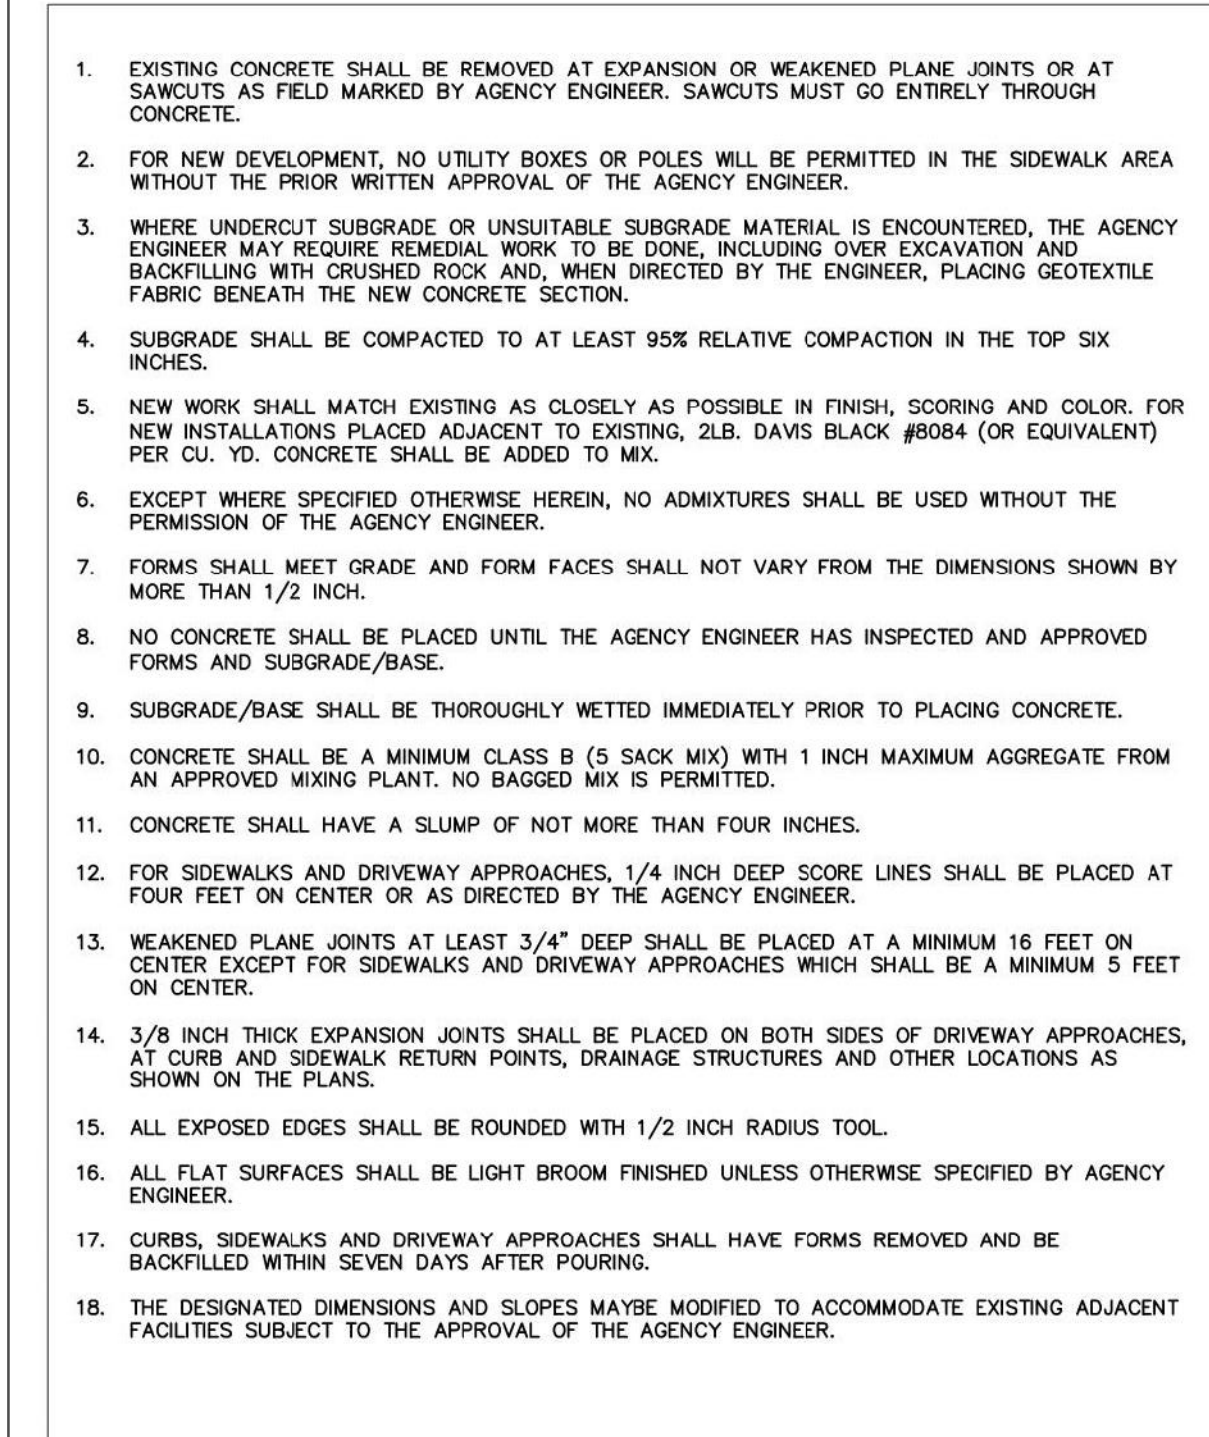 1. EXISTING CONCRETE SHALL BE REMOVED AT EXPANSION OR WEAKENED PLANE JOINTS OR AT
SAWCUTS AS FIELD MARKED BY AGENCY ENGINEER. SAWCUTS MUST GO ENTIRELY THROUGH
CONCRETE.
2. FOR NEW DEVELOPMENT, NO UTILITY BOXES OR POLES WILL BE PERMITTED IN THE SIDEWALK AREA
WITHOUT THE PRIOR WRITTEN APPROVAL OF THE AGENCY ENGINEER.
3. WHERE UNDERCUT SUBGRADE OR UNSUITABLE SUBGRADE MATERIAL IS ENCOUNTERED, THE AGENCY
ENGINEER MAY REQUIRE REMEDIAL WORK TO BE DONE, INCLUDING OVER EXCAVATION AND
BACKFILLING WITH CRUSHED ROCK AND, WHEN DIRECTED BY THE ENGINEER, PLACING GEOTEXTILE
FABRIC BENEATH THE NEW CONCRETE SECTION.
4. SUBGRADE SHALL BE COMPACTED TO AT LEAST 95% RELATIVE COMPACTION IN THE TOP SIX
INCHES.
5. NEW WORK SHALL MATCH EXISTING AS CLOSELY AS POSSIBLE IN FINISH, SCORING AND COLOR. FOR
NEW INSTALLATIONS PLACED ADJACENT TO EXISTING, 2LB. DAVIS BLACK #8084 (OR EQUIVALENT)
PER CU. YD. CONCRETE SHALL BE ADDED TO MIX.
6. EXCEPT WHERE SPECIFIED OTHERWISE HEREIN, NO ADMIXTURES SHALL BE USED WITHOUT THE
PERMISSION OF THE AGENCY ENGINEER.
7. FORMS SHALL MEET GRADE AND FORM FACES SHALL NOT VARY FROM THE DIMENSIONS SHOWN BY
MORE THAN 1/2 INCH.
8. NO CONCRETE SHALL BE PLACED UNTIL THE AGENCY ENGINEER HAS INSPECTED AND APPROVED
FORMS AND SUBGRADE/BASE.
9. SUBGRADE/BASE SHALL BE THOROUGHLY WETTED IMMEDIATELY PRIOR TO PLACING CONCRETE.
10. CONCRETE SHALL BE A MINIMUM CLASS B (5 SACK MIX) WITH 1 INCH MAXIMUM AGGREGATE FROM
AN APPROVED MIXING PLANT. NO BAGGED MIX IS PERMITTED.
11. CONCRETE SHALL HAVE A SLUMP OF NOT MORE THAN FOUR INCHES.
12. FOR SIDEWALKS AND DRIVEWAY APPROACHES, 1/4 INCH DEEP SCORE LINES SHALL BE PLACED AT
FOUR FEET ON CENTER OR AS DIRECTED BY THE AGENCY ENGINEER.
13. WEAKENED PLANE JOINTS AT LEAST 3/4" DEEP SHALL BE PLACED AT A MINIMUM 16 FEET ON
CENTER EXCEPT FOR SIDEWALKS AND DRIVEWAY APPROACHES WHICH SHALL BE A MINIMUM 5 FEET
ON CENTER.
14. 3/8 INCH THICK EXPANSION JOINTS SHALL BE PLACED ON BOTH SIDES OF DRIVEWAY APPROACHES,
AT CURB AND SIDEWALK RETURN POINTS, DRAINAGE STRUCTURES AND OTHER LOCATIONS AS
SHOWN ON THE PLANS.
15. ALL EXPOSED EDGES SHALL BE ROUNDED WITH 1/2 INCH RADIUS TOOL.
16. ALL FLAT SURFACES SHALL BE LIGHT BROOM FINISHED UNLESS OTHERWISE SPECIFIED BY AGENCY
ENGINEER.
17. CURBS, SIDEWALKS AND DRIVEWAY APPROACHES SHALL HAVE FORMS REMOVED AND BE
BACKFILLED WITHIN SEVEN DAYS AFTER POURING.
18. THE DESIGNATED DIMENSIONS AND SLOPES MAYBE MODIFIED TO ACCOMMODATE EXISTING ADJACENT
FACILITIES SUBJECT TO THE APPROVAL OF THE AGENCY ENGINEER.